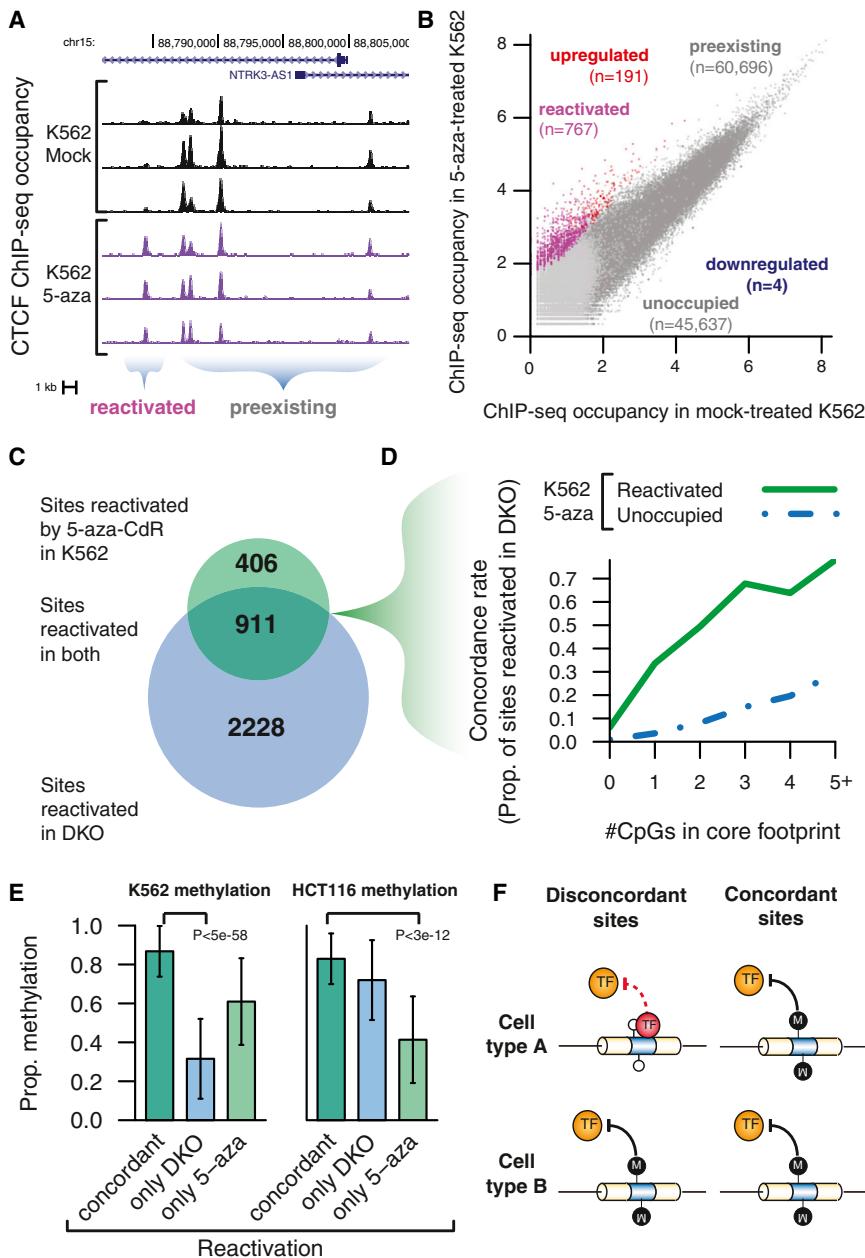 A
chr15:
88,790,000
88,795,000
88,800,000
88,805,000
NTRK3-AS1
CTCF ChIP-seq occupancy
K562
Mock
K562
5-aza
1 kb
reactivated
preexisting
B
ChIP-seq occupancy in 5-aza-treated K562
8
6
4
2
0
upregulated
(n=191)
preexisting
(n=60,696)
reactivated
(n=767)
downregulated
(n=4)
unoccupied
(n=45,637)
0 2 4 6 8
ChIP-seq occupancy in mock-treated K562
C
Sites reactivated
by 5-aza-CdR
in K562
406
Sites
reactivated
in both
911
2228
Sites
reactivated
in DKO
D
K562
5-aza
Reactivated
Unoccupied
Concordance rate
(Prop. of sites reactivated in DKO)
0.7
0.6
0.5
0.4
0.3
0.2
0.1
0.0
0 1 2 3 4 5+
#CpGs in core footprint
E
K562 methylation
HCT116 methylation
P<5e-58
P<3e-12
Prop. methylation
1.0
0.8
0.6
0.4
0.2
0.0
concordant
only DKO
only 5–aza
concordant
only DKO
only 5–aza
Reactivation
F
Disconcordant
sites
Concordant
sites
Cell
type A
TF
TF
TF
M
M
Cell
type B
TF
M
M
TF
M
M